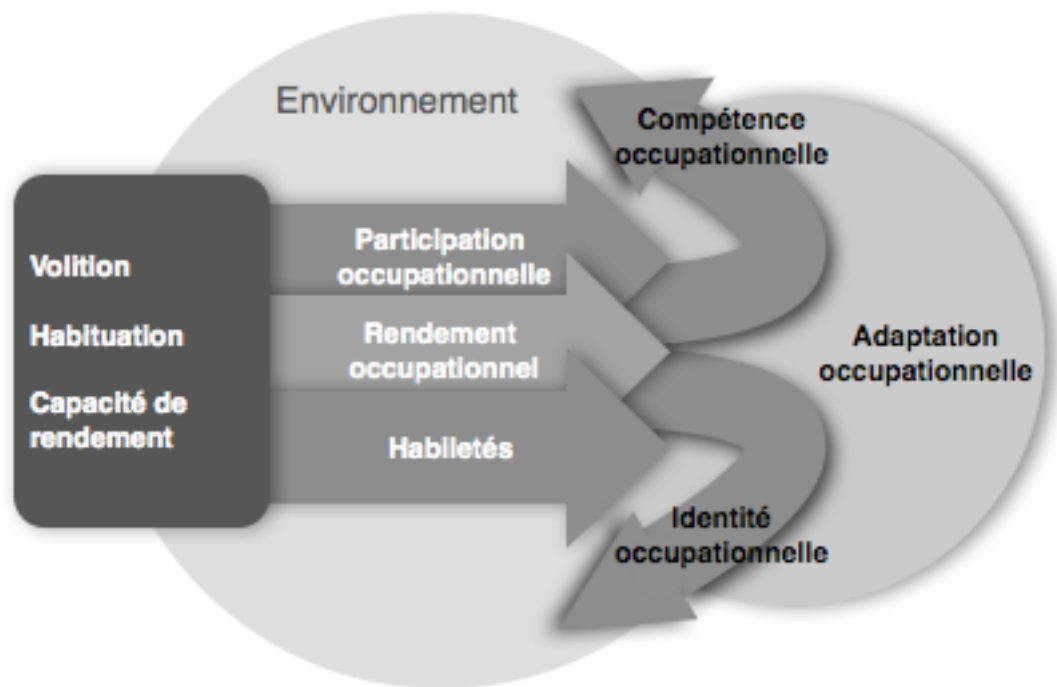 Environnement
Compétence
occupationnelle
Volition
Habituation
Capacité de
rendement
Participation
occupationnelle
Rendement
occupationnel
Habiletés
Adaptation
occupationnelle
Identité
occupationnelle